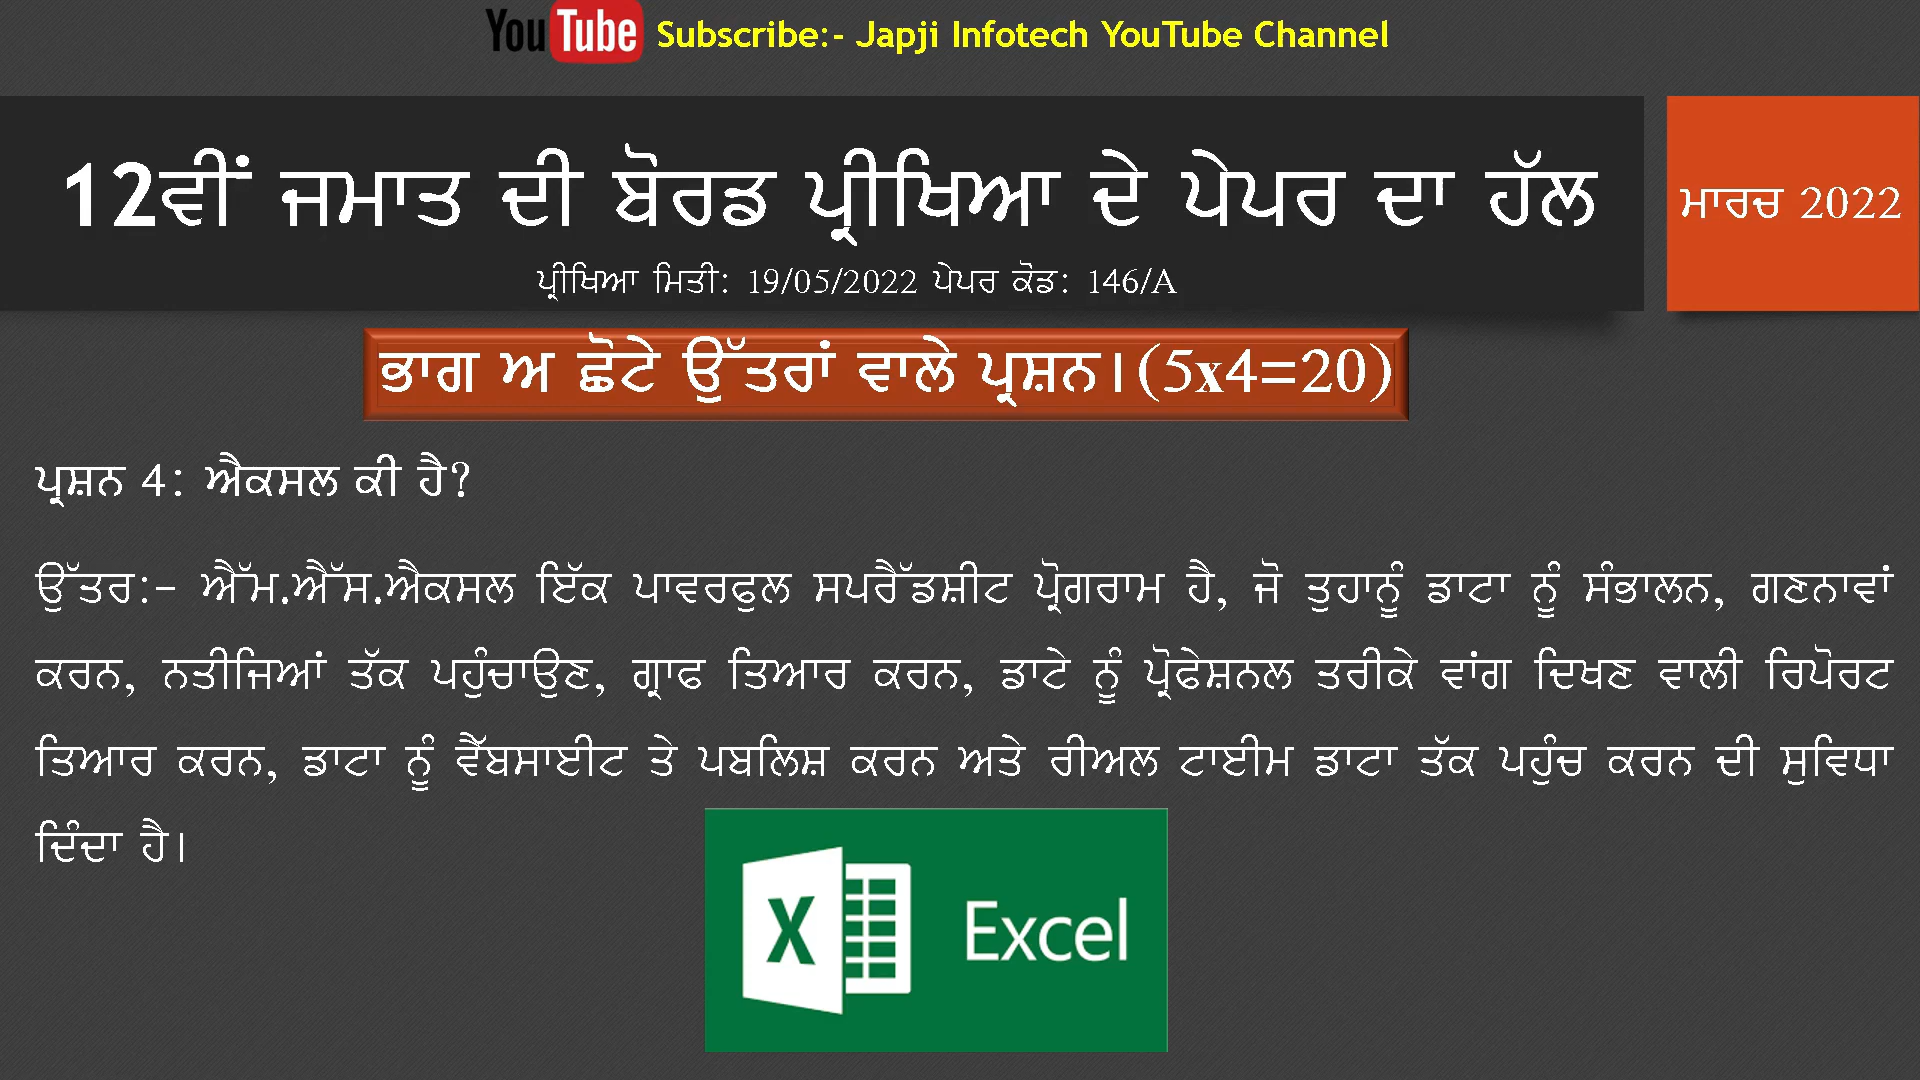 YouTube Subscribe:- Japji Infotech YouTube Channel
12ਵੀਂ ਜਮਾਤ ਦੀ ਬੋਰਡ ਪ੍ਰੀਖਿਆ ਦੇ ਪੇਪਰ ਦਾ ਹੱਲ
ਮਾਰਚ 2022
ਪ੍ਰੀਖਿਆ ਮਿਤੀ: 19/05/2022 ਪੇਪਰ ਕੋਡ: 146/A
ਭਾਗ ਅ ਛੋਟੇ ਉੱਤਰਾਂ ਵਾਲੇ ਪ੍ਰਸ਼ਨ। (5x4=20)
ਪ੍ਰਸ਼ਨ 4: ਐਕਸਲ ਕੀ ਹੈ?
ਉੱਤਰ:- ਐੱਮ.ਐੱਸ.ਐਕਸਲ ਇੱਕ ਪਾਵਰਫੁਲ ਸਪਰੈੱਡਸ਼ੀਟ ਪ੍ਰੋਗਰਾਮ ਹੈ, ਜੋ ਤੁਹਾਨੂੰ ਡਾਟਾ ਨੂੰ ਸੰਭਾਲਨ, ਗਣਨਾਵਾਂ
ਕਰਨ, ਨਤੀਜਿਆਂ ਤੱਕ ਪਹੁੰਚਾਉਣ, ਗ੍ਰਾਫ ਤਿਆਰ ਕਰਨ, ਡਾਟੇ ਨੂੰ ਪ੍ਰੋਫੇਸ਼ਨਲ ਤਰੀਕੇ ਵਾਂਗ ਦਿਖਣ ਵਾਲੀ ਰਿਪੋਰਟ
ਤਿਆਰ ਕਰਨ, ਡਾਟਾ ਨੂੰ ਵੈੱਬਸਾਈਟ ਤੇ ਪਬਲਿਸ਼ ਕਰਨ ਅਤੇ ਰੀਅਲ ਟਾਈਮ ਡਾਟਾ ਤੱਕ ਪਹੁੰਚ ਕਰਨ ਦੀ ਸੁਵਿਧਾ
ਦਿੰਦਾ ਹੈ।
X Excel